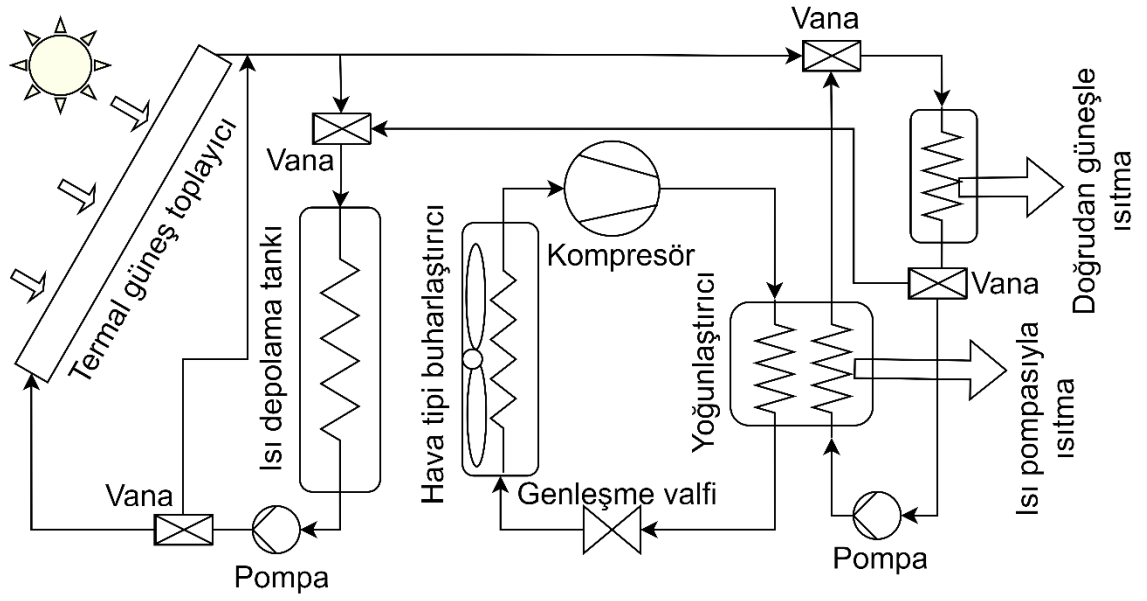 Vana
Termal güneş toplayıcı
Vana
Isı depolama tankı
Hava tipi buharlaştırıcı
Kompresör
Doğrudan güneşle
ısıtma
Vana
Yoğunlaştırıcı
Isı pompasıyla
ısıtma
Vana
Genleşme valfi
Pompa
Pompa